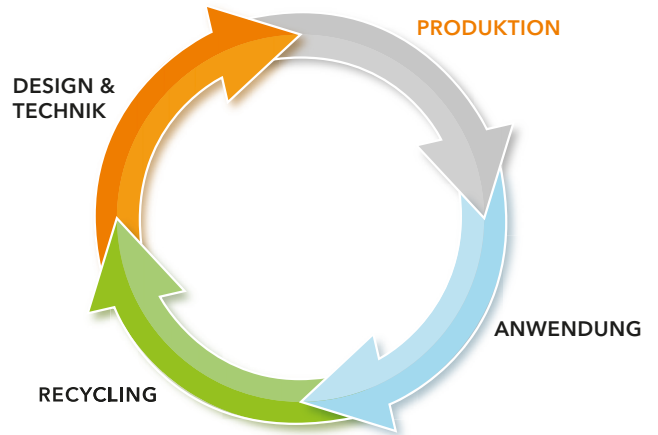 PRODUKTION
DESIGN &
TECHNIK
ANWENDUNG
RECYCLING